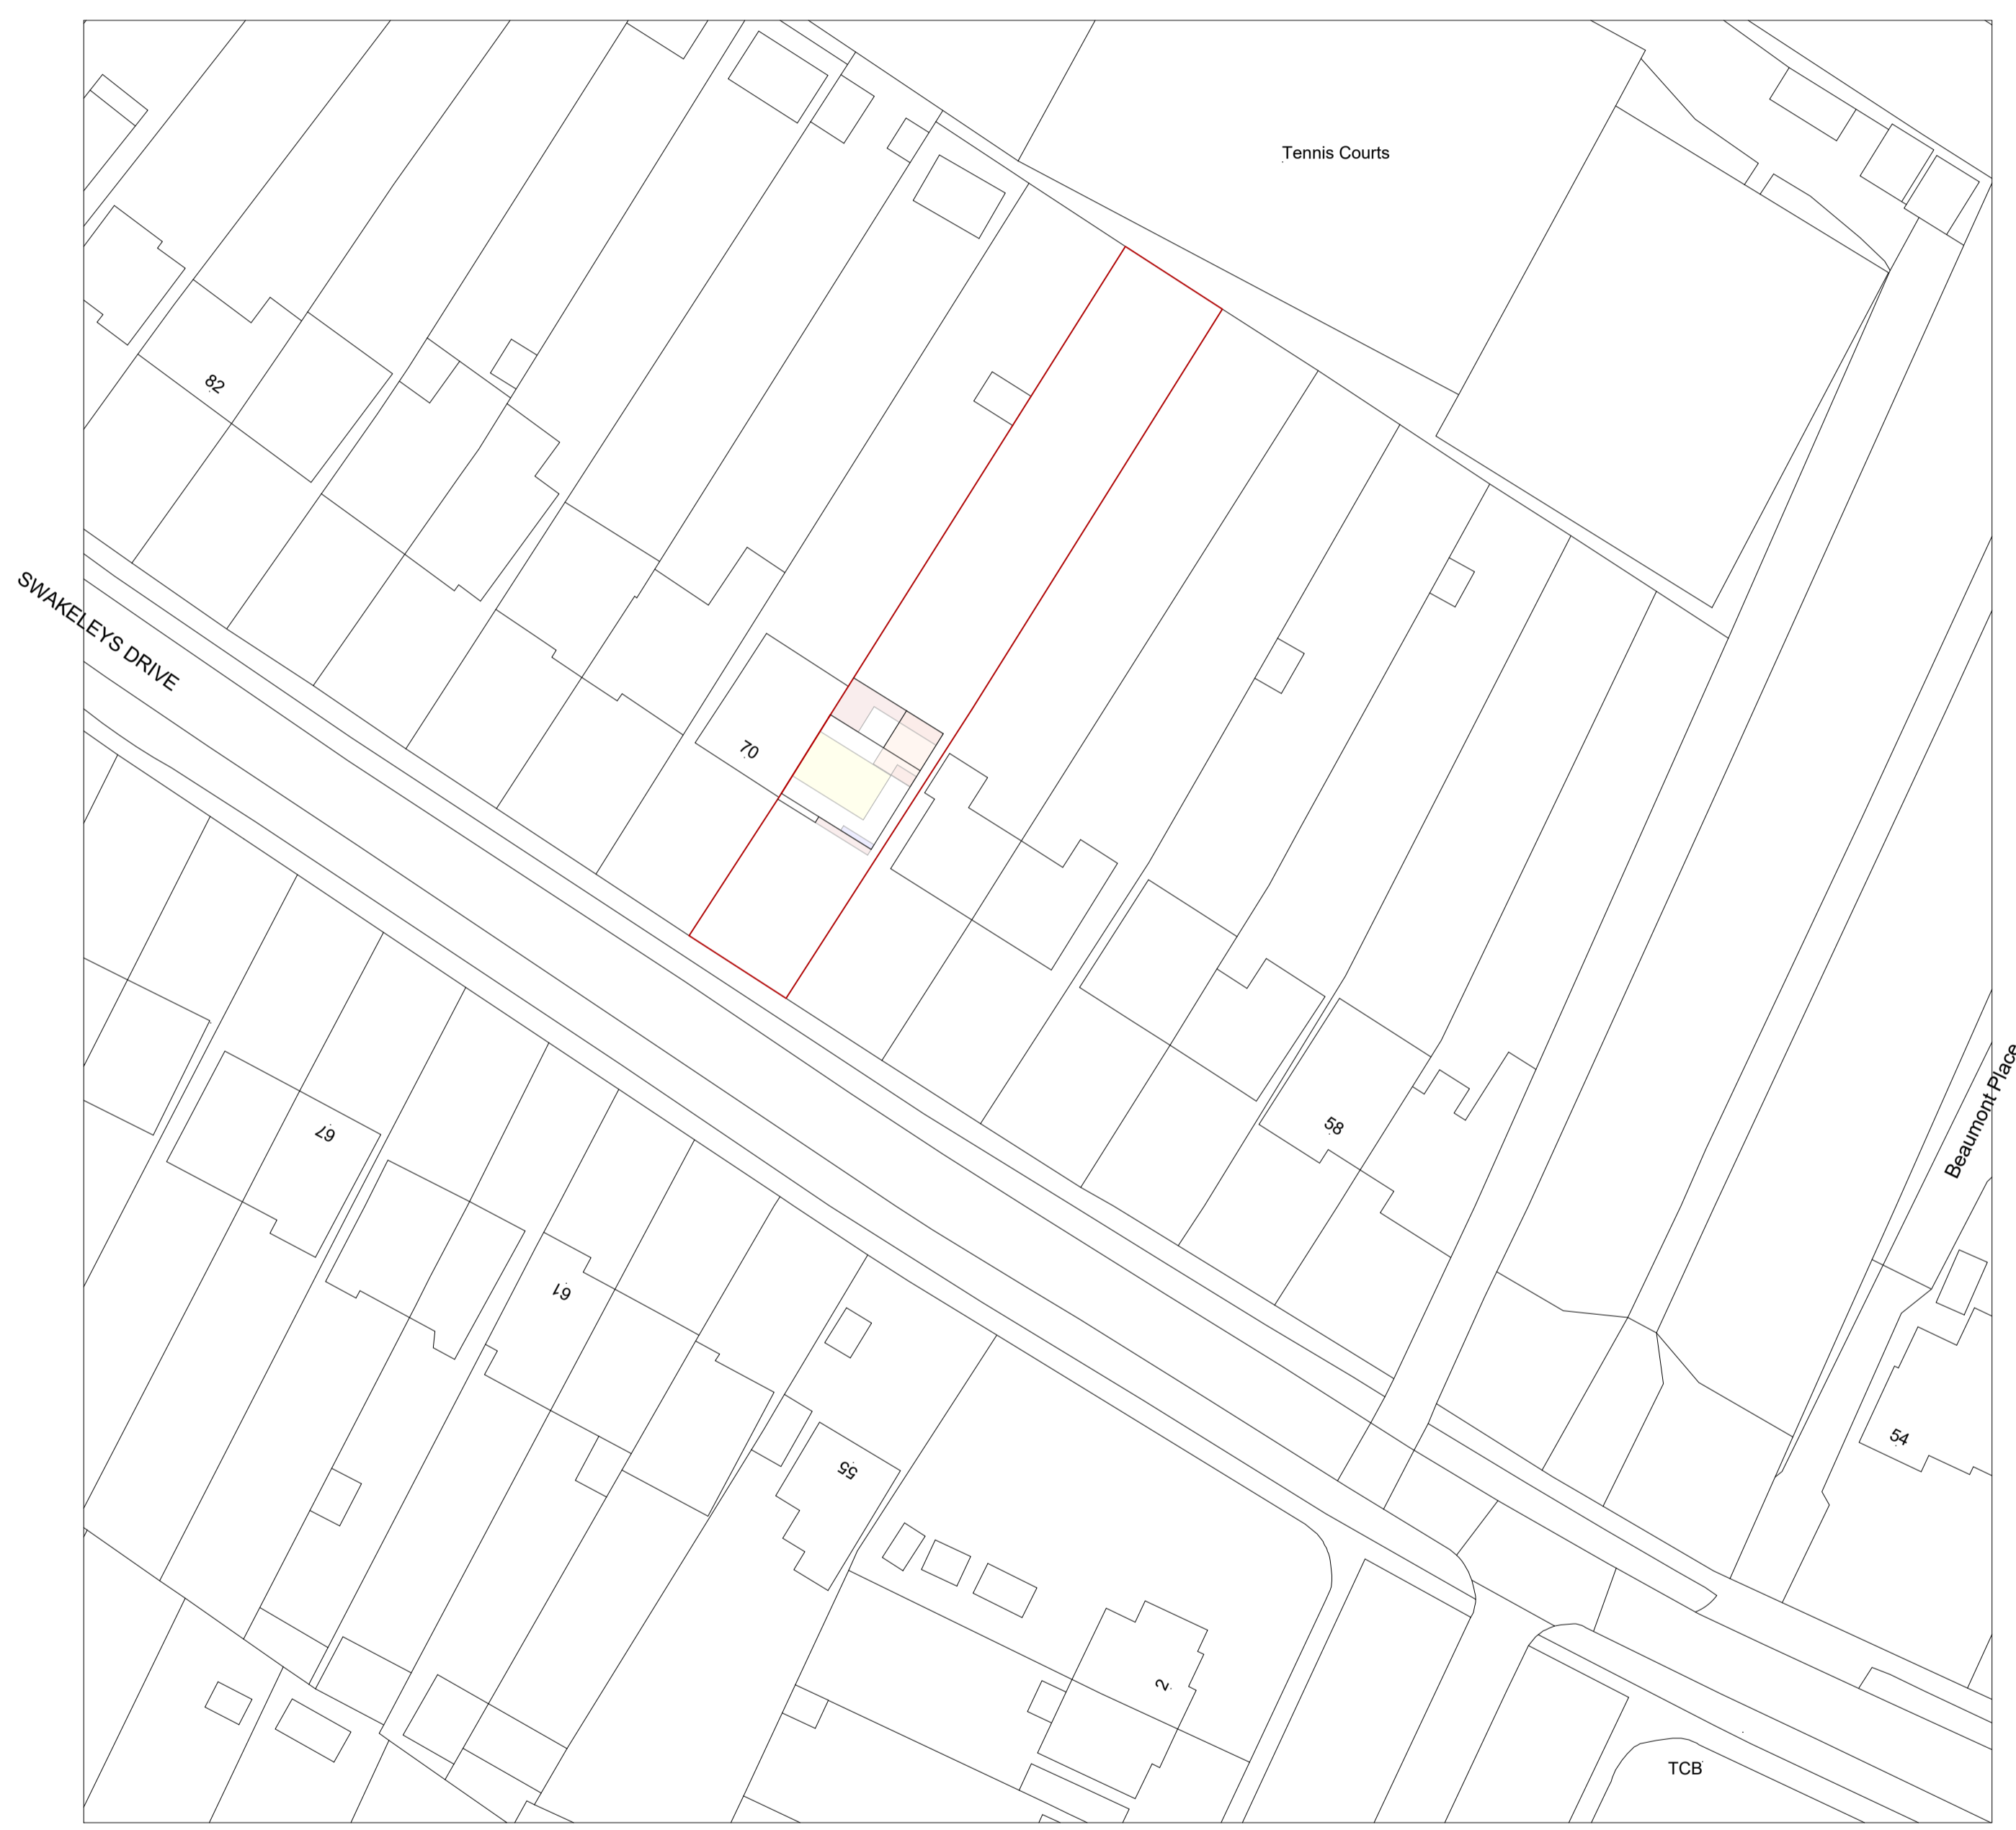 Tennis Courts
82
SWAKELEYS DRIVE
70
58
Beaumont Place
67
61
54
55
2
TCB